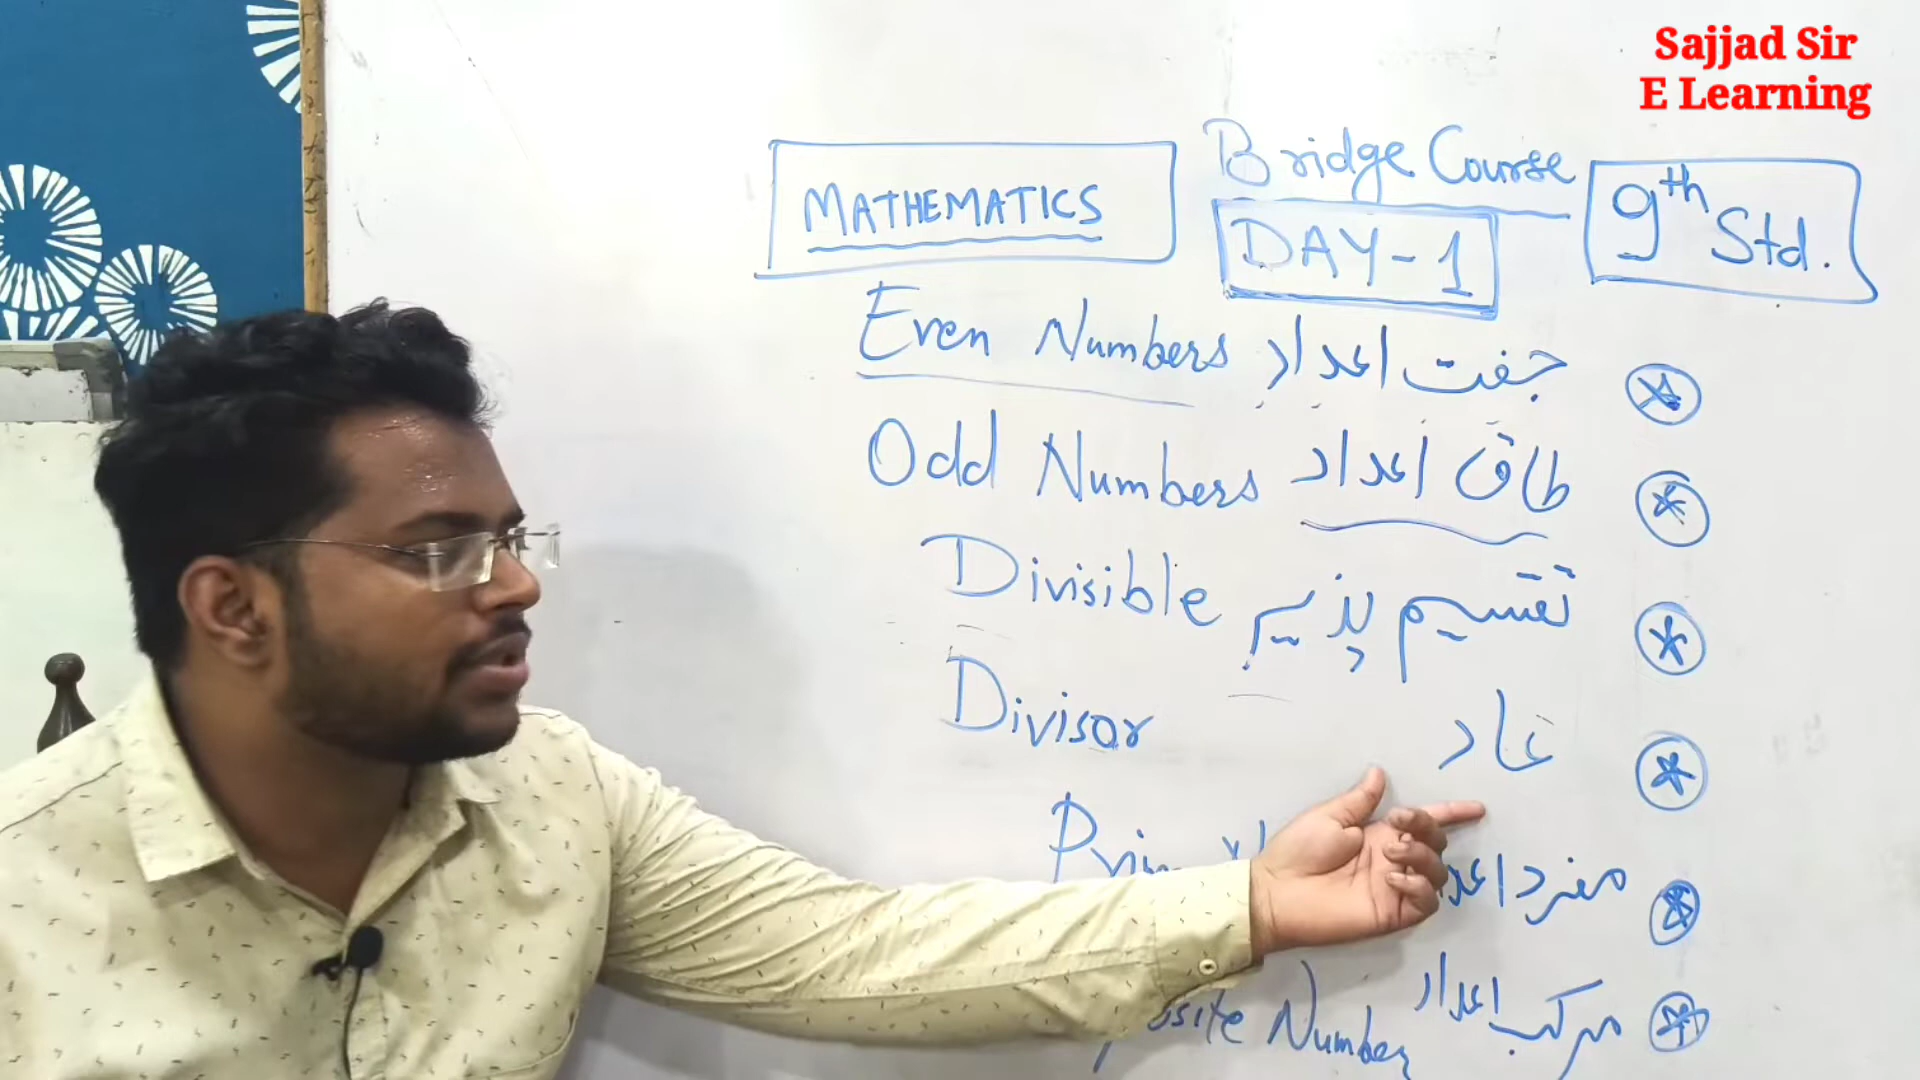 Sajjad Sir
E Learning
MATHEMATICS
Bridge Course
DAY-1
9th Std.
Even Numbers جفت اعداد
Odd Numbers طاق اعداد
Divisible تقسیم پذیر
Divisor عاد
مفرد
Number مرکب اعداد